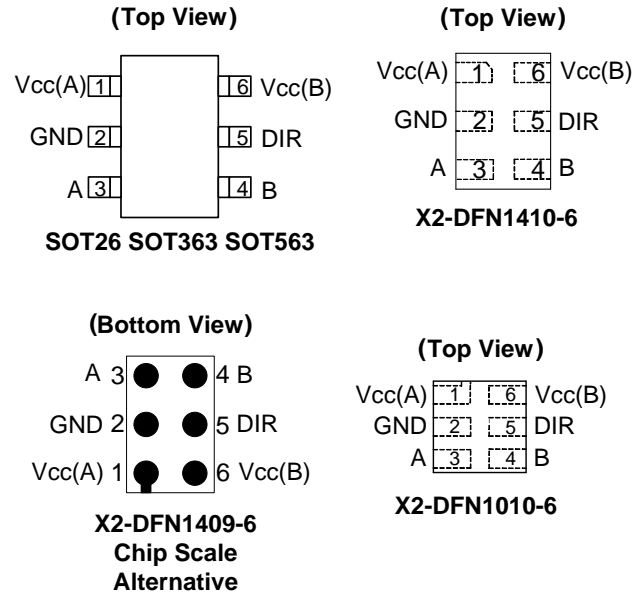 (Top View)
Vcc(A) 1 6 Vcc(B)
GND 2 5 DIR
A 3 4 B
SOT26 SOT363 SOT563
(Top View)
Vcc(A) 1 6 Vcc(B)
GND 2 5 DIR
A 3 4 B
X2-DFN1410-6
(Bottom View)
A 3 4 B
GND 2 5 DIR
Vcc(A) 1 6 Vcc(B)
X2-DFN1409-6
Chip Scale
Alternative
(Top View)
Vcc(A) 1 6 Vcc(B)
GND 2 5 DIR
A 3 4 B
X2-DFN1010-6